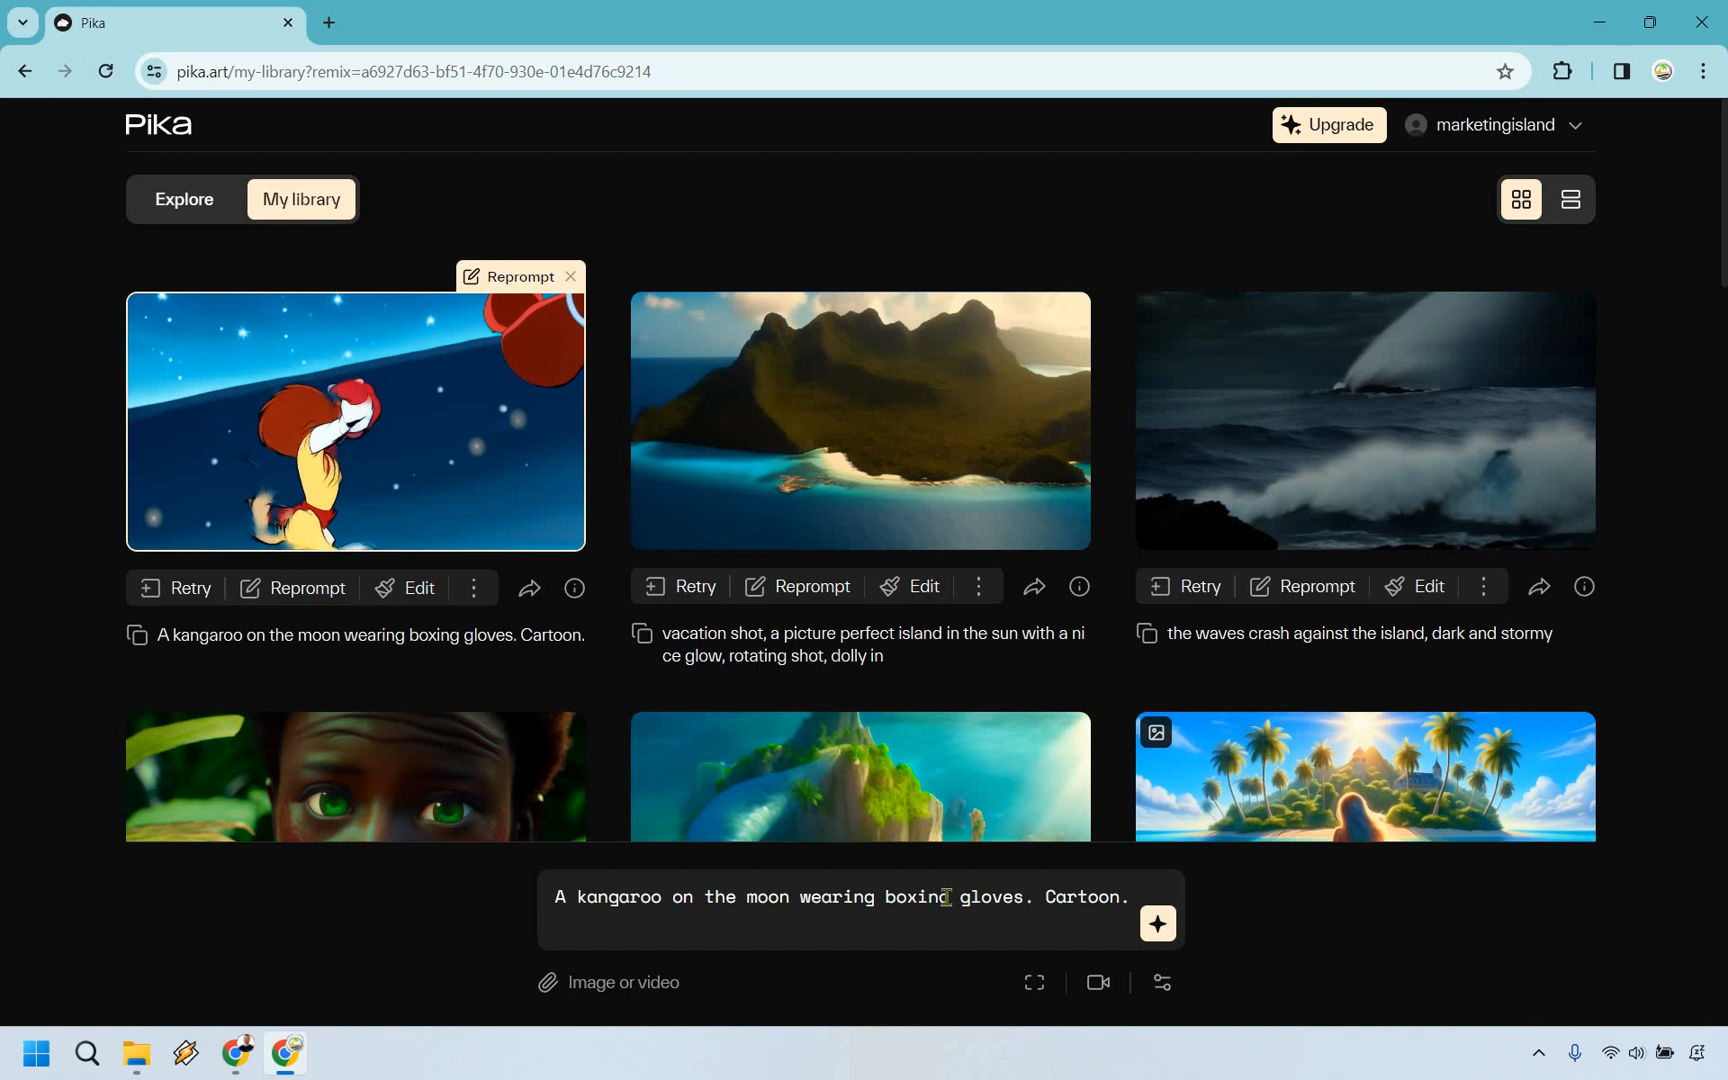 Pika
pika.art/my-library?remix=a6927d63-bf51-4f70-930e-01e4d76c9214
Pika
Upgrade
marketingisland
Explore
My library
Reprompt
Retry
Reprompt
Edit
Retry
Reprompt
Edit
Retry
Reprompt
Edit
A kangaroo on the moon wearing boxing gloves. Cartoon.
vacation shot, a picture perfect island in the sun with a ni
ce glow, rotating shot, dolly in
the waves crash against the island, dark and stormy
A kangaroo on the moon wearing boxing gloves. Cartoon.
Image or video